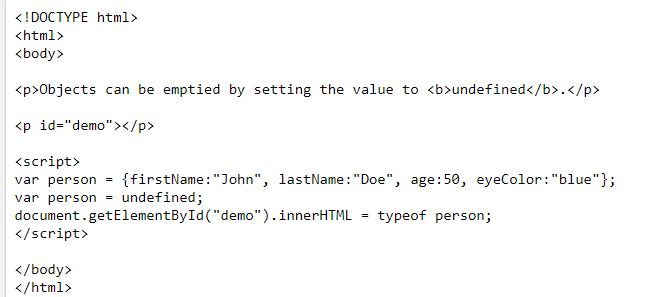 <!DOCTYPE html>
<html>
<body>
<p>Objects can be emptied by setting the value to <b>undefined</b>.</p>
<p id="demo"></p>
<script>
var person = {firstName:"John", lastName:"Doe", age:50, eyeColor:"blue"};
var person = undefined;
document.getElementById("demo").innerHTML = typeof person;
</script>
</body>
</html>